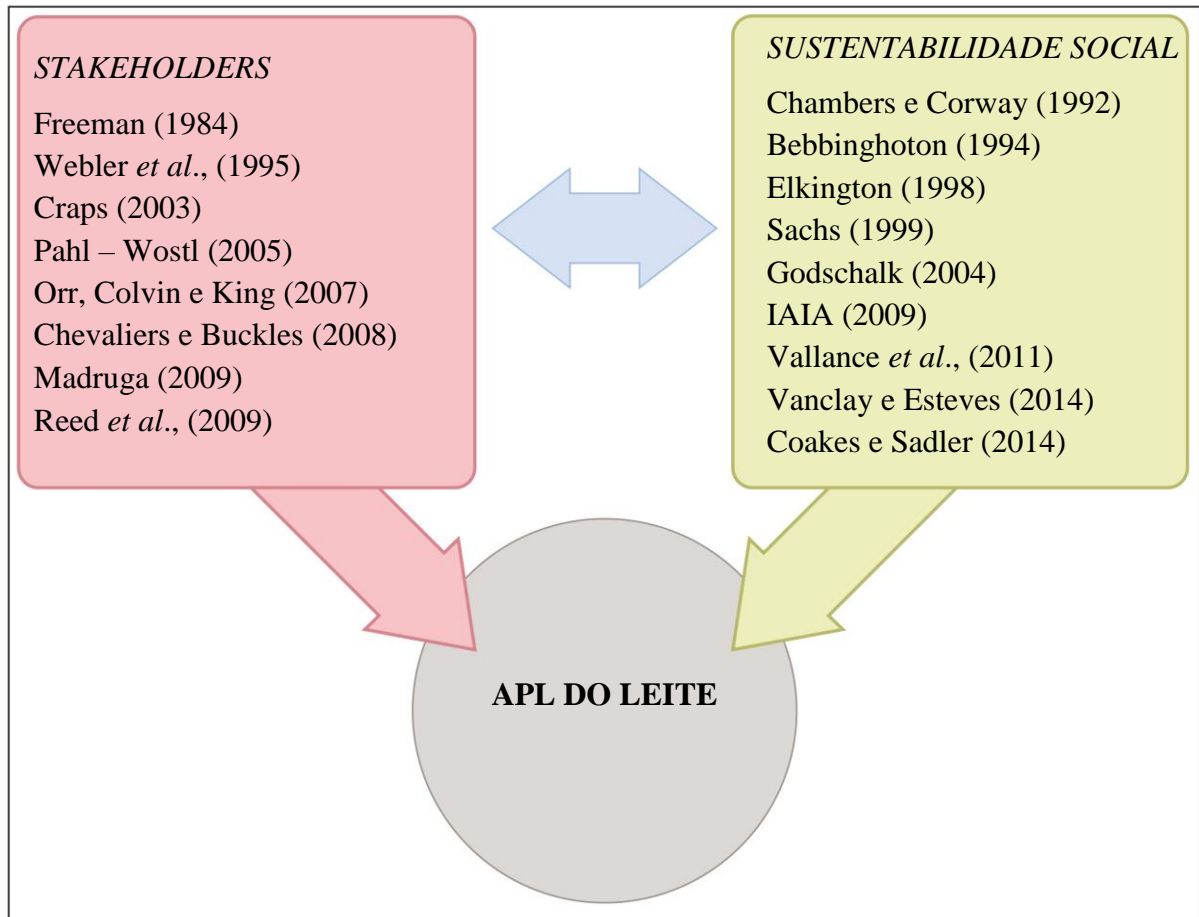 STAKEHOLDERS
Freeman (1984)
Webler et al., (1995)
Craps (2003)
Pahl – Wostl (2005)
Orr, Colvin e King (2007)
Chevaliers e Buckles (2008)
Madruga (2009)
Reed et al., (2009)
SUSTENTABILIDADE SOCIAL
Chambers e Corway (1992)
Bebbinghoton (1994)
Elkington (1998)
Sachs (1999)
Godschalk (2004)
IAIA (2009)
Vallance et al., (2011)
Vanclay e Esteves (2014)
Coakes e Sadler (2014)
APL DO LEITE